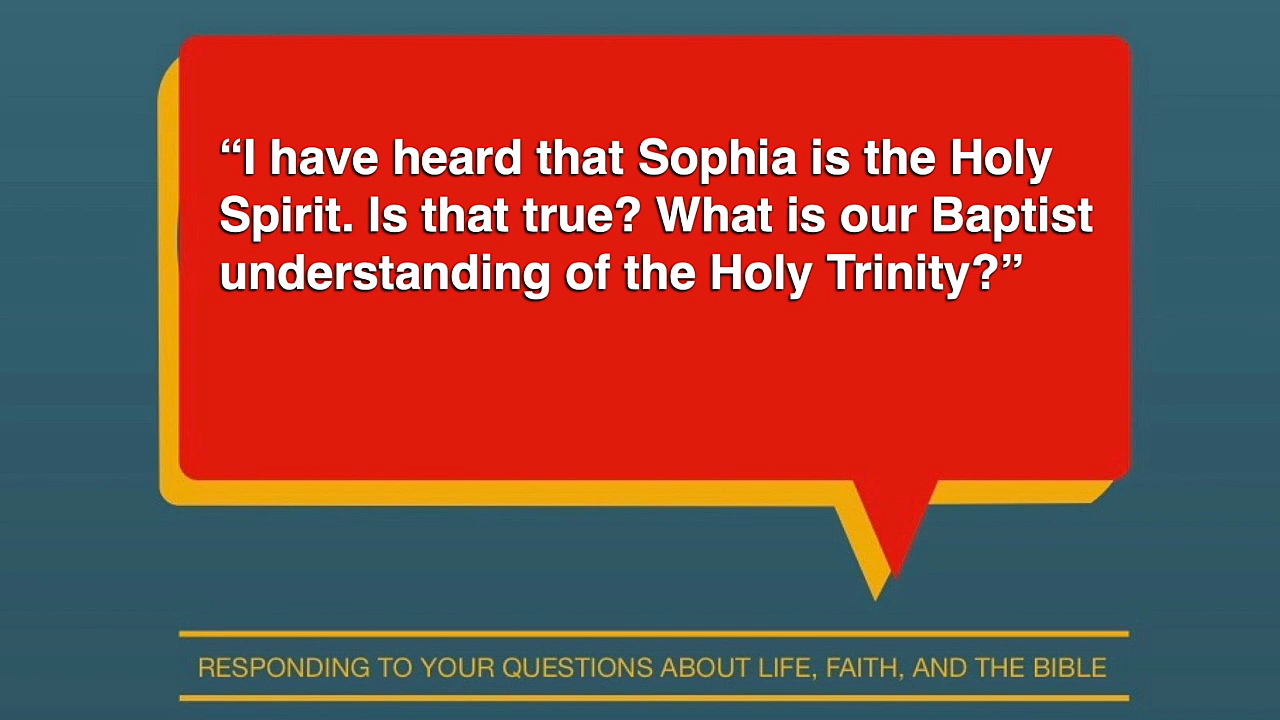 “I have heard that Sophia is the Holy
Spirit. Is that true? What is our Baptist
understanding of the Holy Trinity?”
RESPONDING TO YOUR QUESTIONS ABOUT LIFE, FAITH, AND THE BIBLE